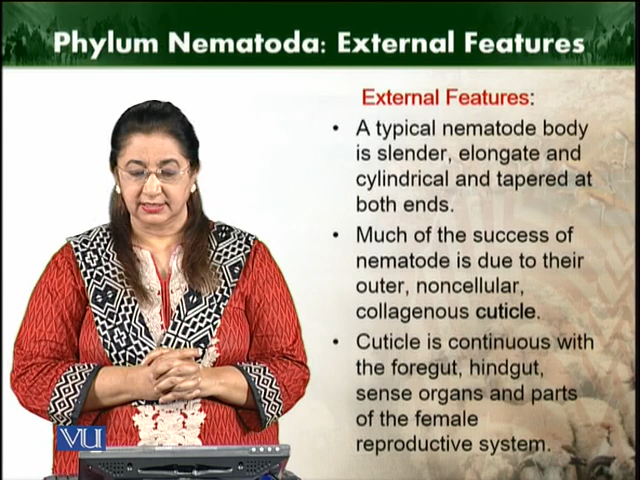 Phylum Nematoda: External Features
External Features:
• A typical nematode body
is slender, elongate and
cylindrical and tapered at
both ends.
• Much of the success of
nematode is due to their
outer, noncellular,
collagenous cuticle.
• Cuticle is continuous with
the foregut, hindgut,
sense organs and parts
of the female
reproductive system.
VU